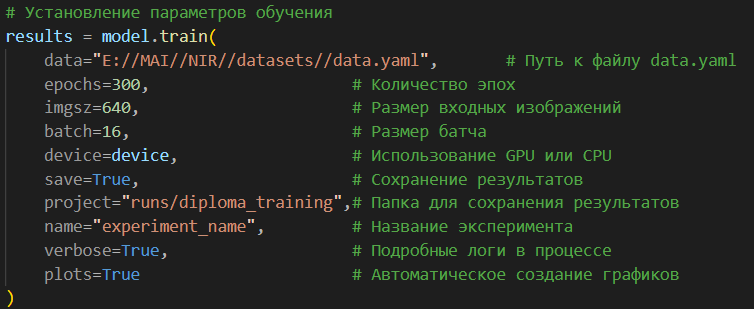 # Установление параметров обучения
results = model.train(
    data="E://MAI//NIR//datasets//data.yaml",       # Путь к файлу data.yaml
    epochs=300,                    # Количество эпох
    imgsz=640,                     # Размер входных изображений
    batch=16,                      # Размер батча
    device=device,                 # Использование GPU или CPU
    save=True,                     # Сохранение результатов
    project="runs/diploma_training",# Папка для сохранения результатов
    name="experiment_name",        # Название эксперимента
    verbose=True,                  # Подробные логи в процессе
    plots=True                     # Автоматическое создание графиков
)